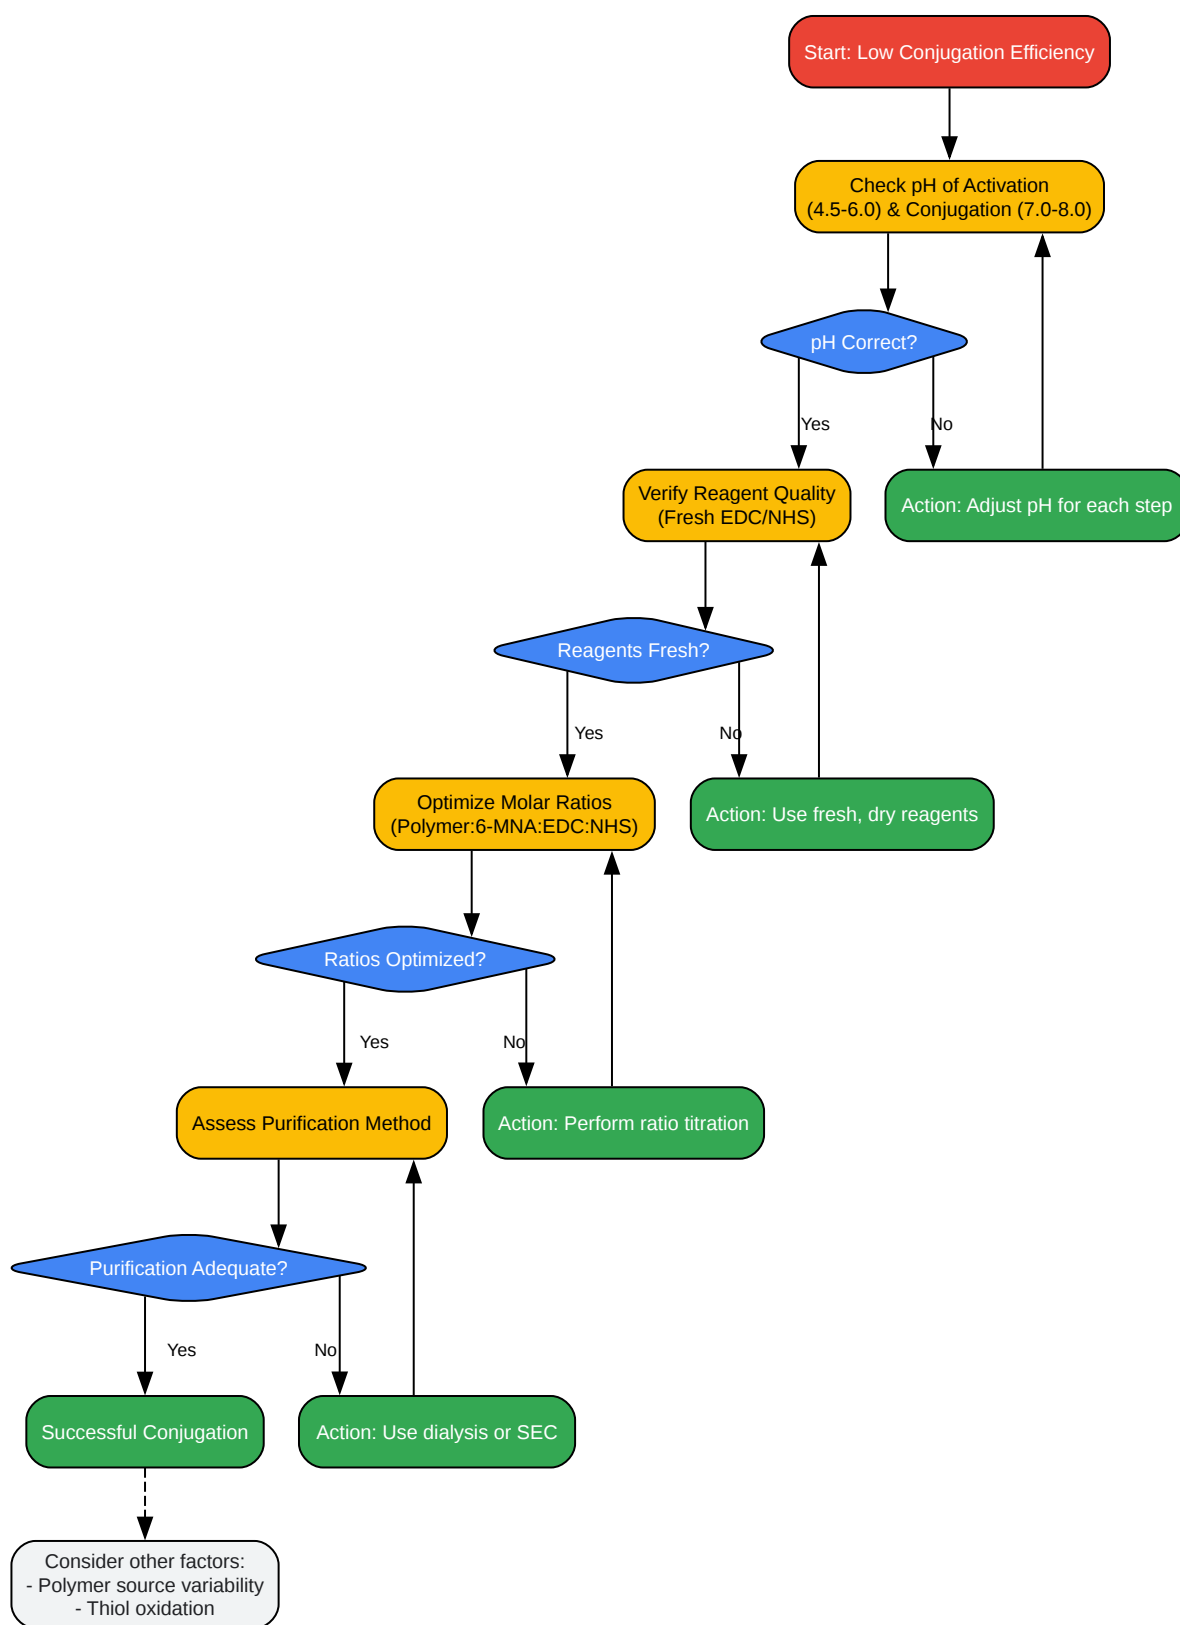 Start: Low Conjugation Efficiency
Check pH of Activation
(4.5-6.0) & Conjugation (7.0-8.0)
pH Correct?
Yes
No
Verify Reagent Quality
(Fresh EDC/NHS)
Action: Adjust pH for each step
Reagents Fresh?
Yes
No
Optimize Molar Ratios
(Polymer:6-MNA:EDC:NHS)
Action: Use fresh, dry reagents
Ratios Optimized?
Yes
No
Assess Purification Method
Action: Perform ratio titration
Purification Adequate?
Yes
No
Successful Conjugation
Action: Use dialysis or SEC
Consider other factors:
- Polymer source variability
- Thiol oxidation